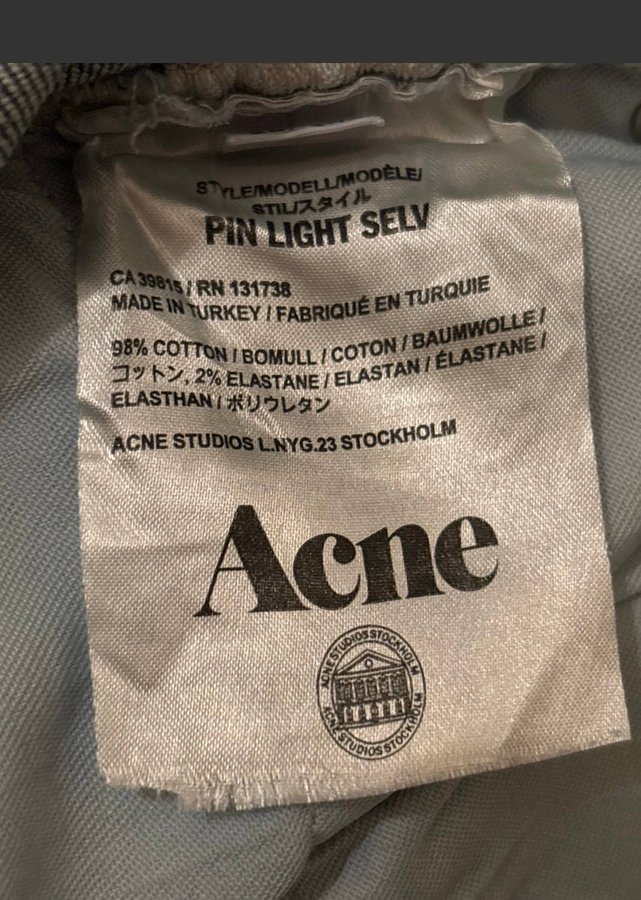 STYLE/MODELL/MODÈLE/
STIL/スタイル
PIN LIGHT SELV
CA 39815 / RN 131738
MADE IN TURKEY / FABRIQUÉ EN TURQUIE
98% COTTON / BOMULL / COTON / BAUMWOLLE /
コットン, 2% ELASTANE / ELASTAN / ÉLASTANE /
ELASTHAN / ポリウレタン
ACNE STUDIOS L.NYG.23 STOCKHOLM
Acne
ACNE STUDIOS STOCKHOLM
ACNE STUDIOS STOCKHOLM